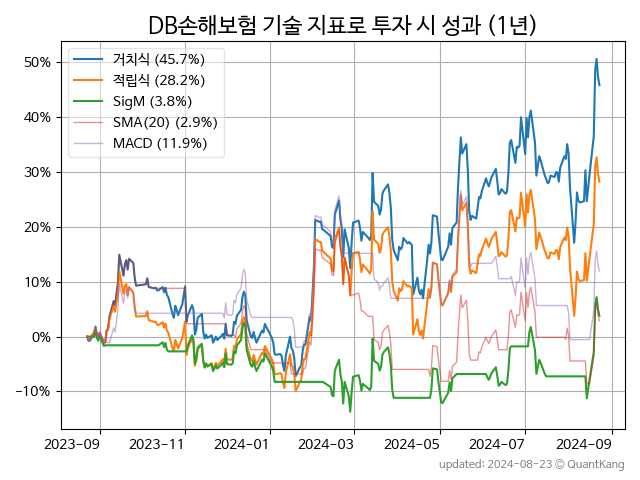 DB손해보험 기술 지표로 투자 시 성과 (1년)
거치식 (45.7%)
적립식 (28.2%)
SigM (3.8%)
SMA(20) (2.9%)
MACD (11.9%)
50%
40%
30%
20%
10%
0%
−10%
2023-09 2023-11 2024-01 2024-03 2024-05 2024-07 2024-09
updated: 2024-08-23 © QuantKang